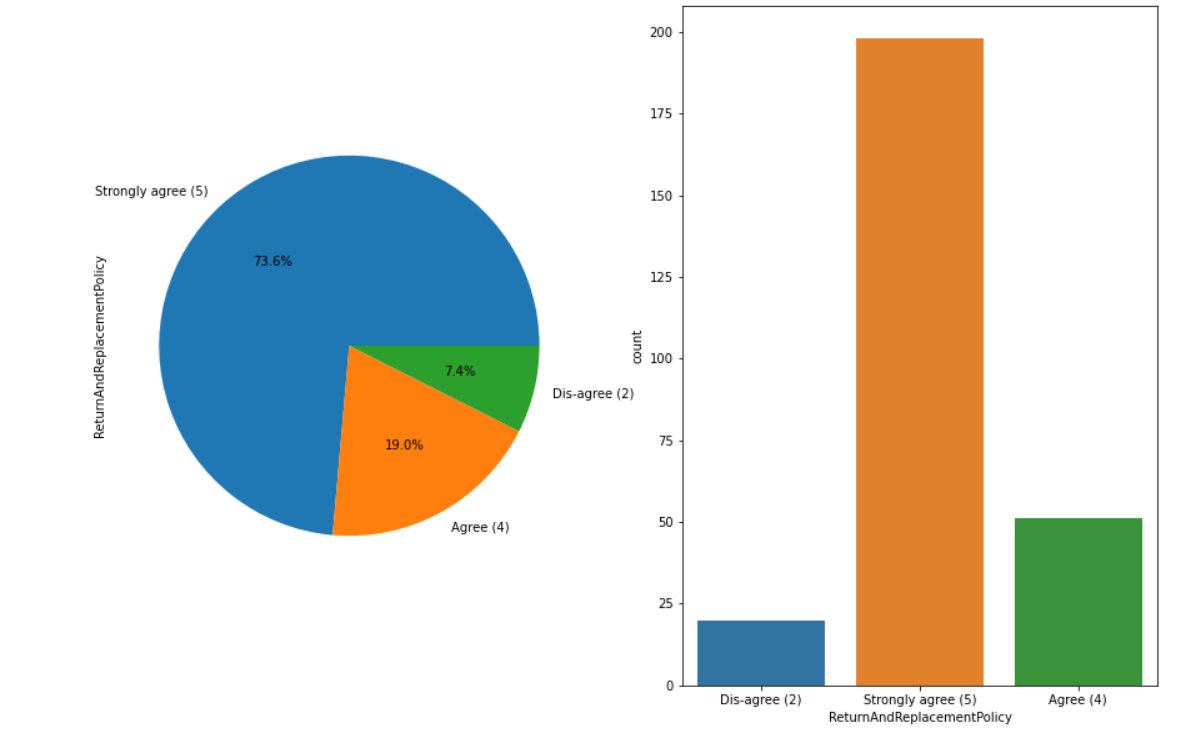 Strongly agree (5)
73.6%
ReturnAndReplacementPolicy
7.4%
Dis-agree (2)
19.0%
Agree (4)
200
175
150
125
100
75
50
25
0
count
Dis-agree (2)
Strongly agree (5)
Agree (4)
ReturnAndReplacementPolicy